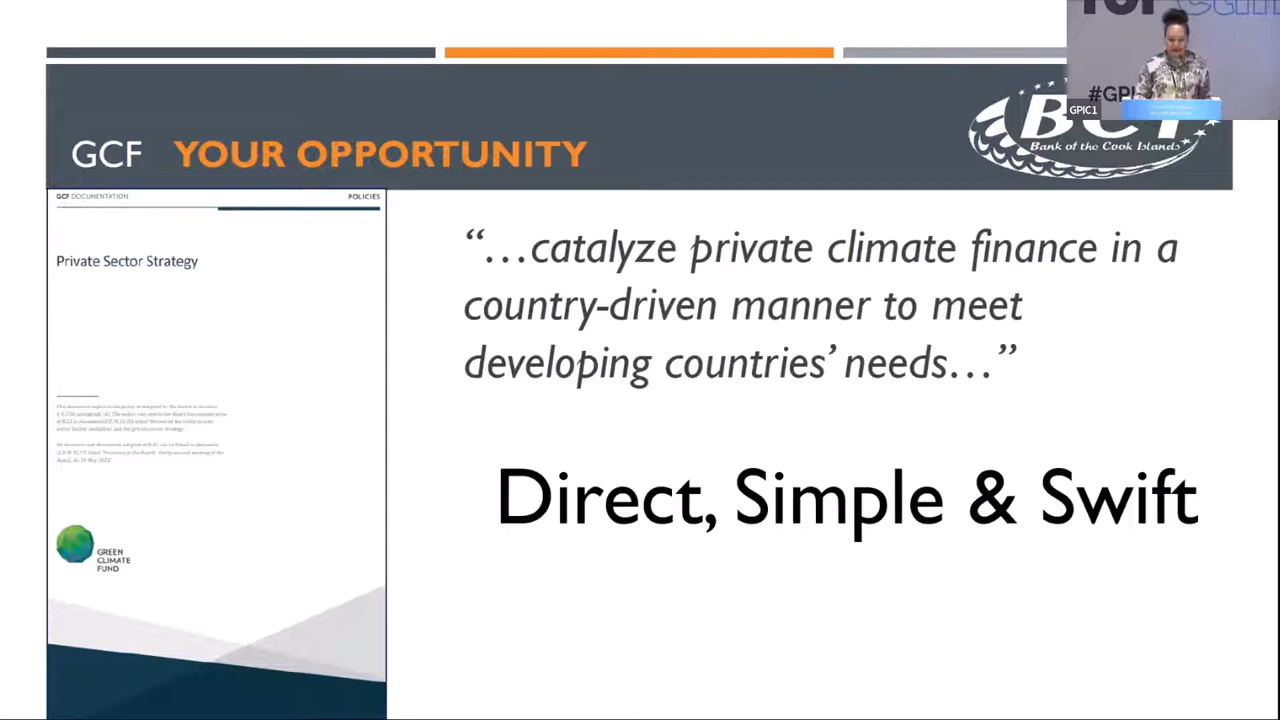 GCF YOUR OPPORTUNITY
#GPI
GPIC1
BCI
Bank of the Cook Islands
GCF DOCUMENTATION
POLICIES
Private Sector Strategy
GREEN
CLIMATE
FUND
“…catalyze private climate finance in a
country-driven manner to meet
developing countries’ needs…”
Direct, Simple & Swift